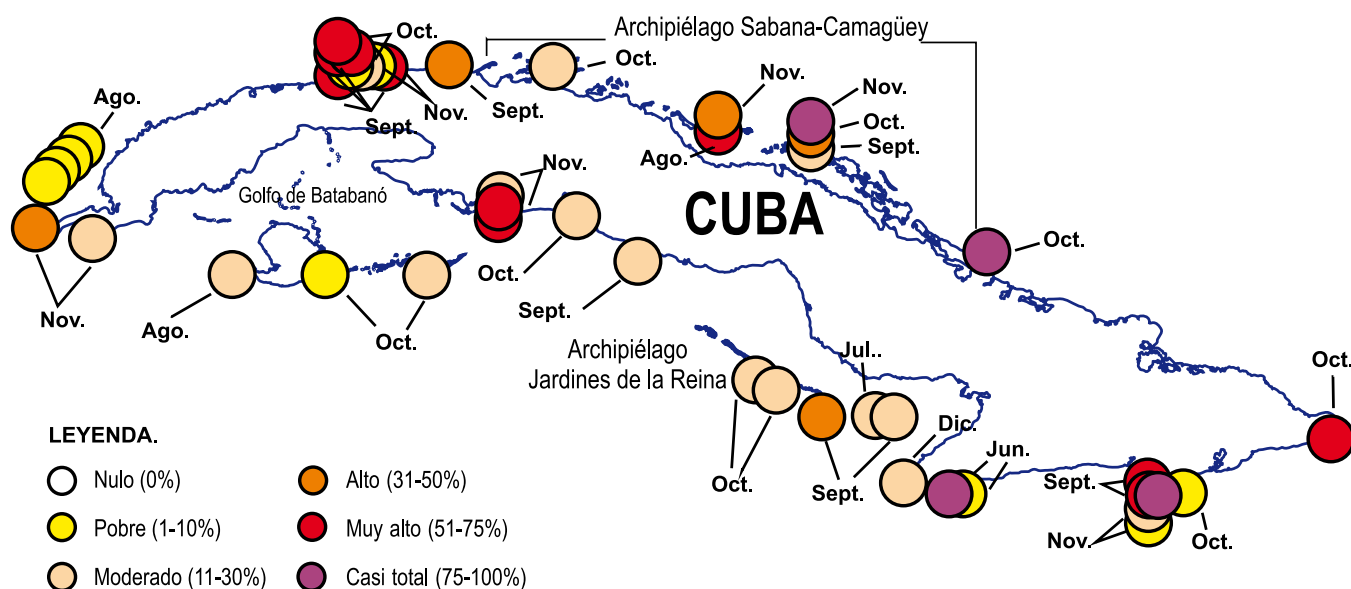 Archipiélago Sabana-Camagüey
Oct.
Oct.
Nov.
Nov.
Ago.
Nov.
Sept.
Oct.
Sept.
Ago.
Sept.
Nov.
Golfo de Batabanó
CUBA
Oct.
Oct.
Nov.
Ago.
Oct.
Sept.
Archipiélago
Jardines de la Reina
Jul..
Oct.
Dic.
LEYENDA.
Jun.
Nulo (0%)
Alto (31-50%)
Oct.
Sept.
Sept.
Pobre (1-10%)
Muy alto (51-75%)
Nov.
Oct.
Moderado (11-30%)
Casi total (75-100%)